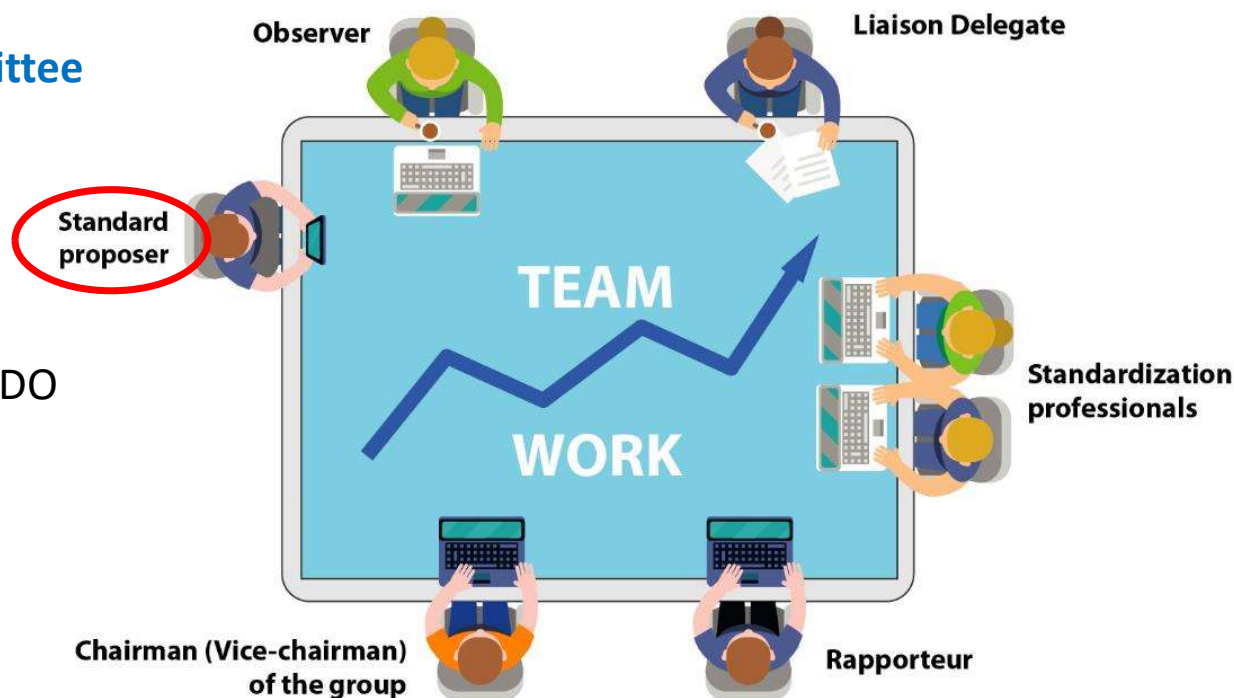 ittee
Observer
Liaison Delegate
Standard
proposer
TEAM
DO
Standardization
professionals
WORK
Chairman (Vice-chairman)
of the group
Rapporteur